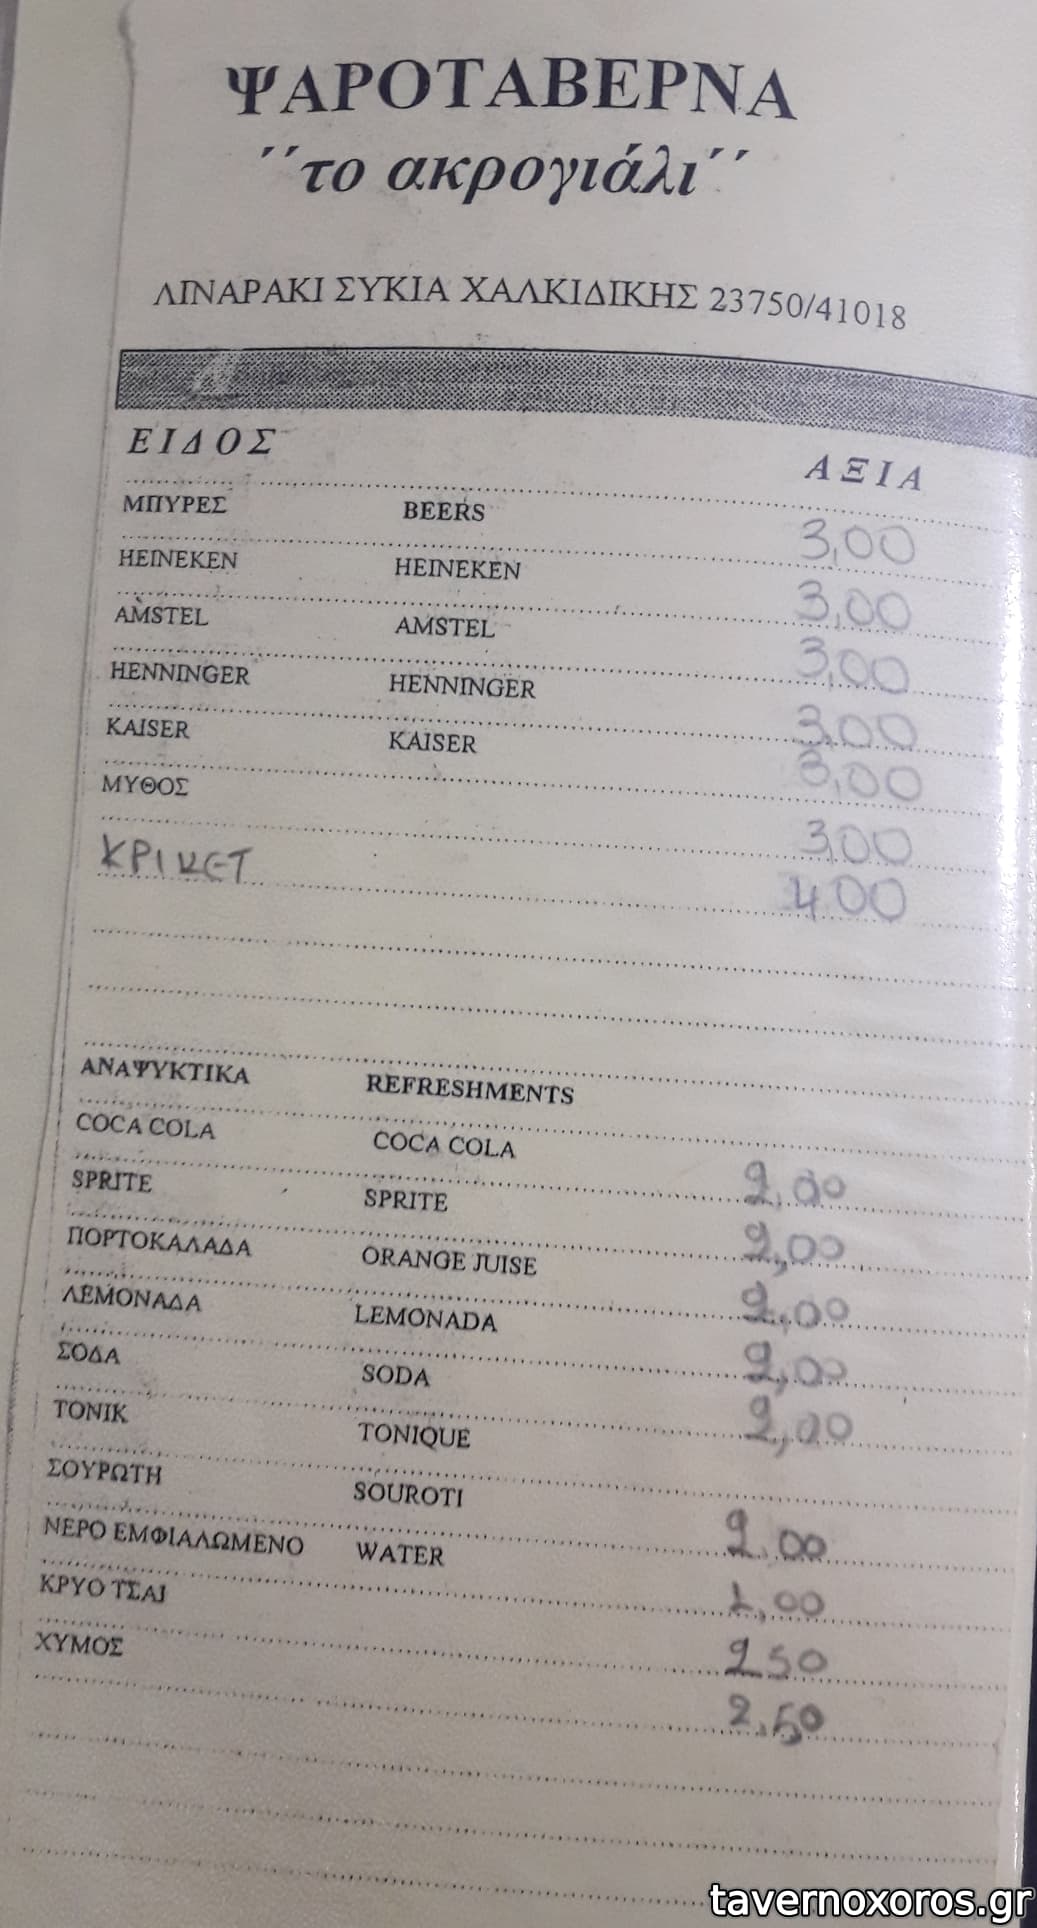 ΨΑΡΟΤΑΒΕΡΝΑ
΄΄το ακρογιάλι΄΄
ΛΙΝΑΡΑΚΙ ΣΥΚΙΑ ΧΑΛΚΙΔΙΚΗΣ 23750/41018
ΕΙΔΟΣ ΑΞΙΑ
ΜΠΥΡΕΣ BEERS 3,00
HEINEKEN HEINEKEN 3,00
AMSTEL AMSTEL 3,00
HENNINGER HENNINGER 3,00
KAISER KAISER 3,00
ΜΥΘΟΣ 3,00
ΚΡΙΚΕΤ 4,00
ΑΝΑΨΥΚΤΙΚΑ REFRESHMENTS
COCA COLA COCA COLA 2,00
SPRITE SPRITE 2,00
ΠΟΡΤΟΚΑΛΑΔΑ ORANGE JUISE 2,00
ΛΕΜΟΝΑΔΑ LEMONADA 2,00
ΣΟΔΑ SODA 2,00
ΤΟΝΙΚ TONIQUE
ΣΟΥΡΩΤΗ SOUROTI 2,00
ΝΕΡΟ ΕΜΦΙΑΛΩΜΕΝΟ WATER 1,00
ΚΡΥΟ ΤΣΑΙ 2 50
ΧΥΜΟΣ 2,50
tavernoxoros.gr